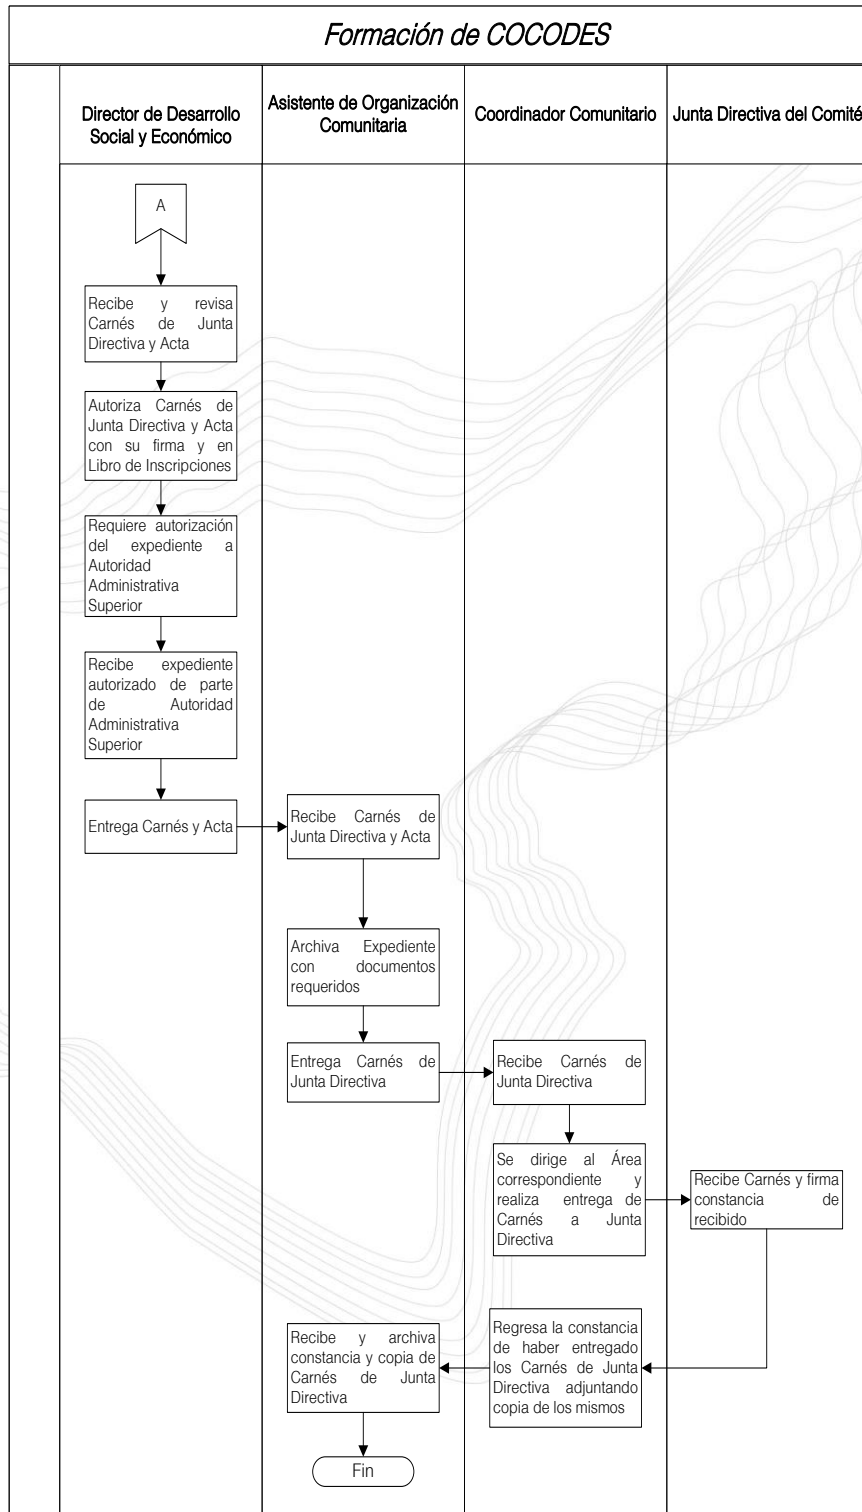 Formación de COCODES
Director de Desarrollo
Social y Económico
Asistente de Organización
Comunitaria
Coordinador Comunitario
Junta Directiva del Comité
A
Recibe y revisa
Carnés de Junta
Directiva y Acta
Autoriza Carnés de
Junta Directiva y Acta
con su firma y en
Libro de Inscripciones
Requiere autorización
del expediente a
Autoridad
Administrativa
Superior
Recibe expediente
autorizado de parte
de Autoridad
Administrativa
Superior
Entrega Carnés y Acta
Recibe Carnés de
Junta Directiva y Acta
Archiva Expediente
con documentos
requeridos
Entrega Carnés de
Junta Directiva
Recibe Carnés de
Junta Directiva
Se dirige al Área
correspondiente y
realiza entrega de
Carnés a Junta
Directiva
Recibe Carnés y firma
constancia de
recibido
Regresa la constancia
de haber entregado
los Carnés de Junta
Directiva adjuntando
copia de los mismos
Recibe y archiva
constancia y copia de
Carnés de Junta
Directiva
Fin